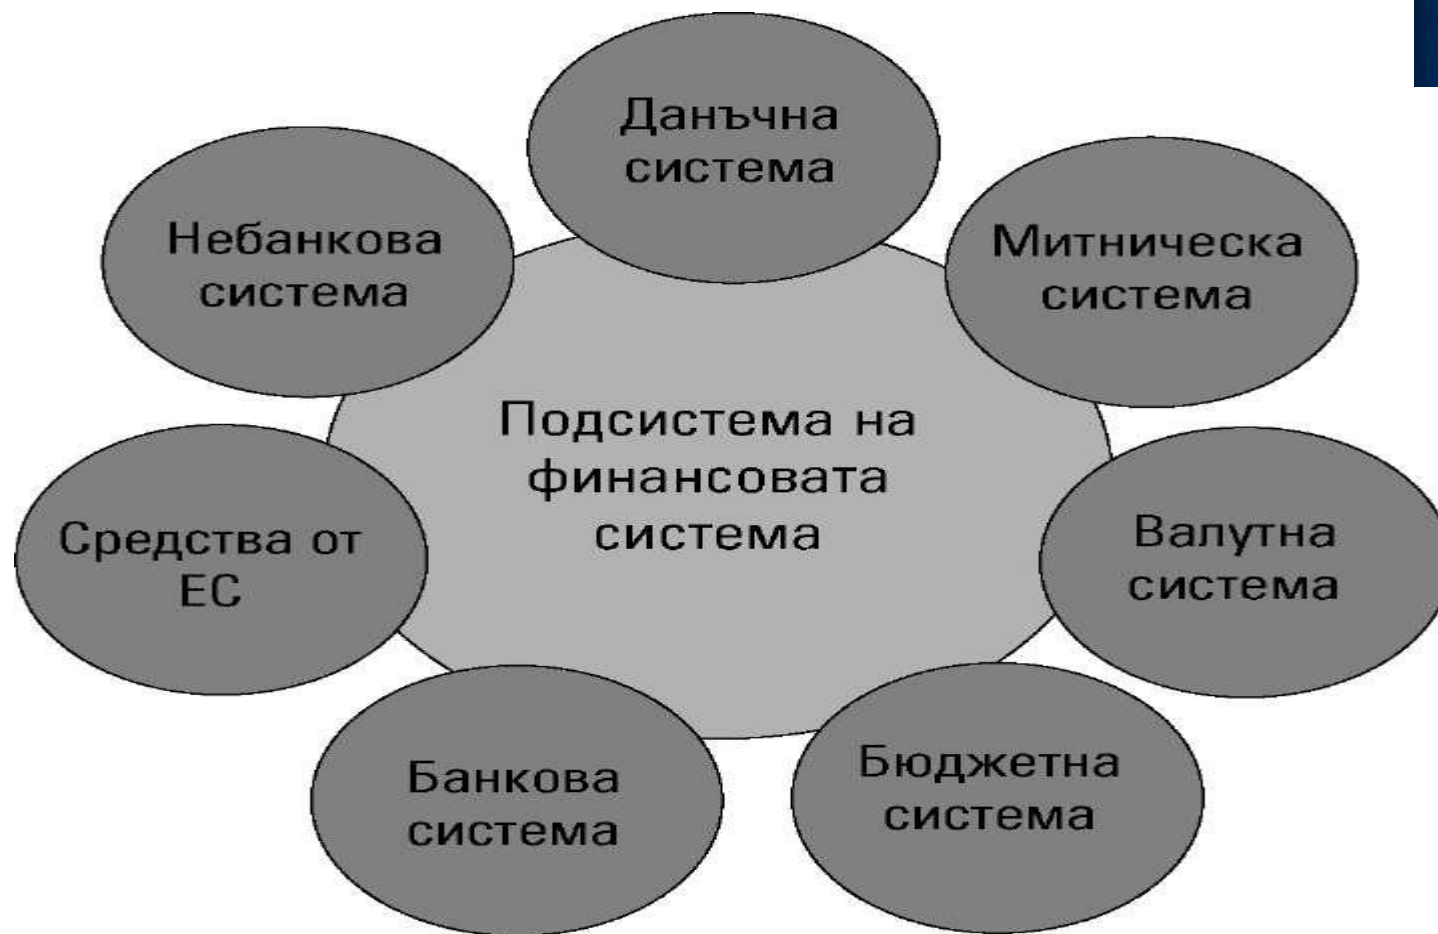 Данъчна
система
Небанкова
система
Митническа
система
Подсистема на
финансовата
система
Средства от
ЕС
Валутна
система
Банкова
система
Бюджетна
система